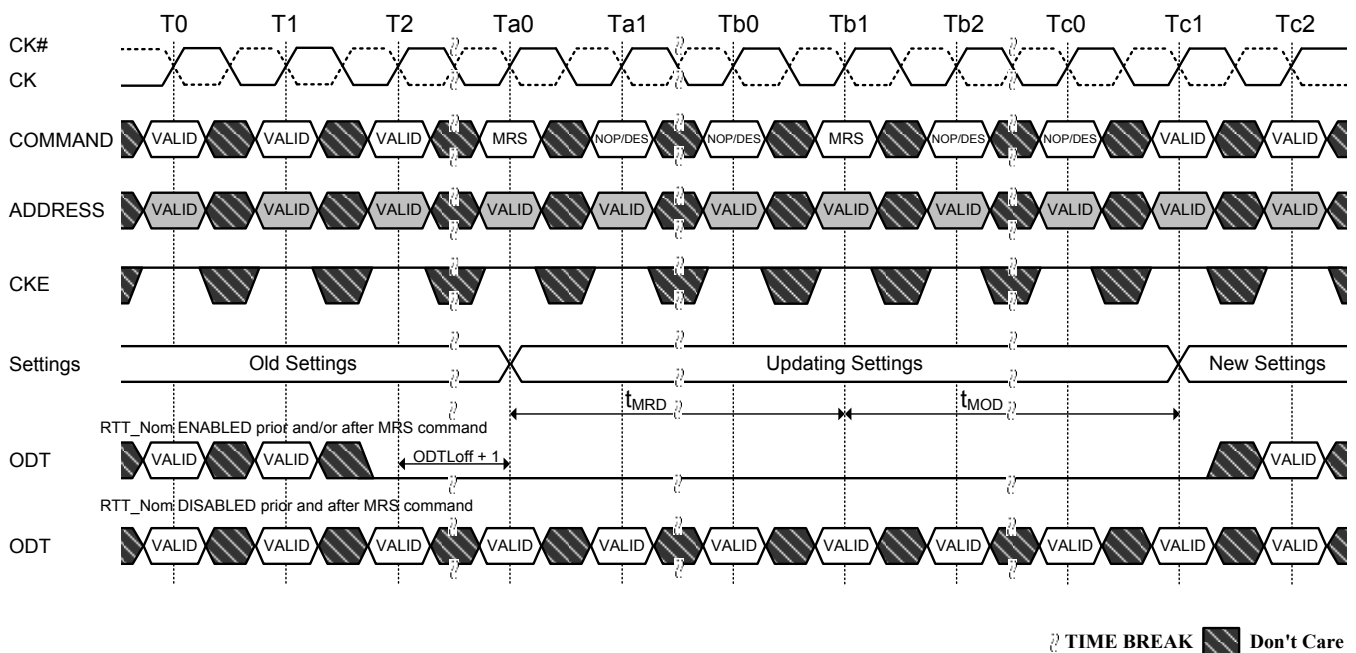 T0 T1 T2 Ta0 Ta1 Tb0 Tb1 Tb2 Tc0 Tc1 Tc2
CK#
CK
COMMAND VALID VALID VALID MRS NOP/DES NOP/DES MRS NOP/DES NOP/DES VALID VALID
ADDRESS VALID VALID VALID VALID VALID VALID VALID VALID VALID VALID VALID
CKE
Settings Old Settings Updating Settings New Settings
tMRD tMOD
RTT_Nom ENABLED prior and/or after MRS command
ODT VALID VALID ODTLoff + 1 VALID
RTT_Nom DISABLED prior and after MRS command
ODT VALID VALID VALID VALID VALID VALID VALID VALID VALID VALID VALID
TIME BREAK Don't Care